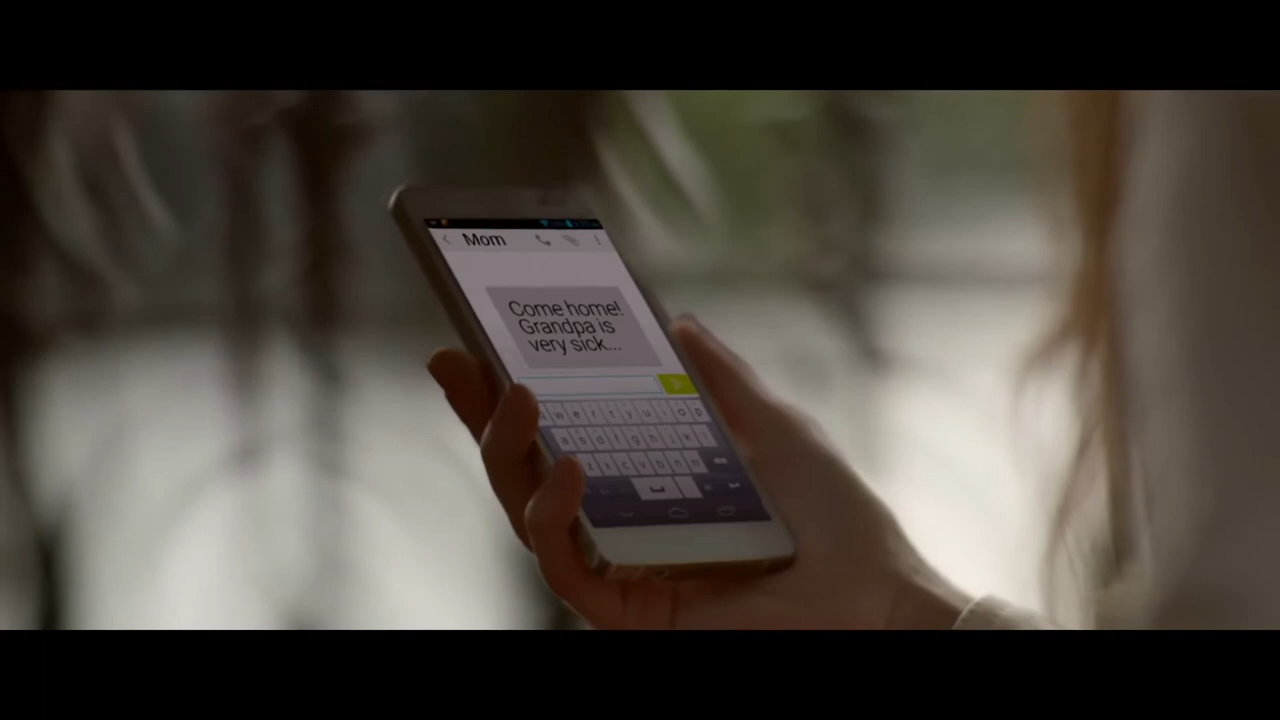 Mom
Come home!
Grandpa is
very sick...
w e r t y u i o p
a s d f g h j k l
z x c v b n m